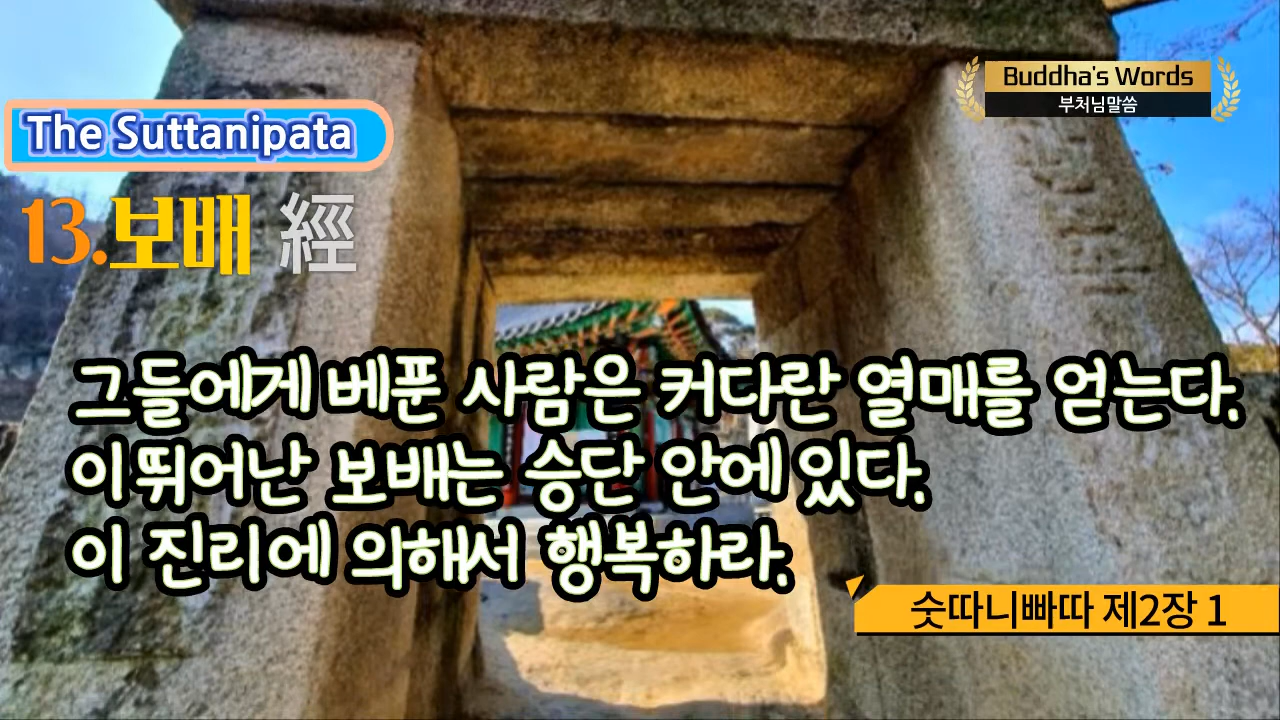 Buddha's Words
부처님말씀
The Suttanipata
13.보배 經
그들에게 베푼 사람은 커다란 열매를 얻는다.
이 뛰어난 보배는 승단 안에 있다.
이 진리에 의해서 행복하라.
숫따니빠따 제2장 1